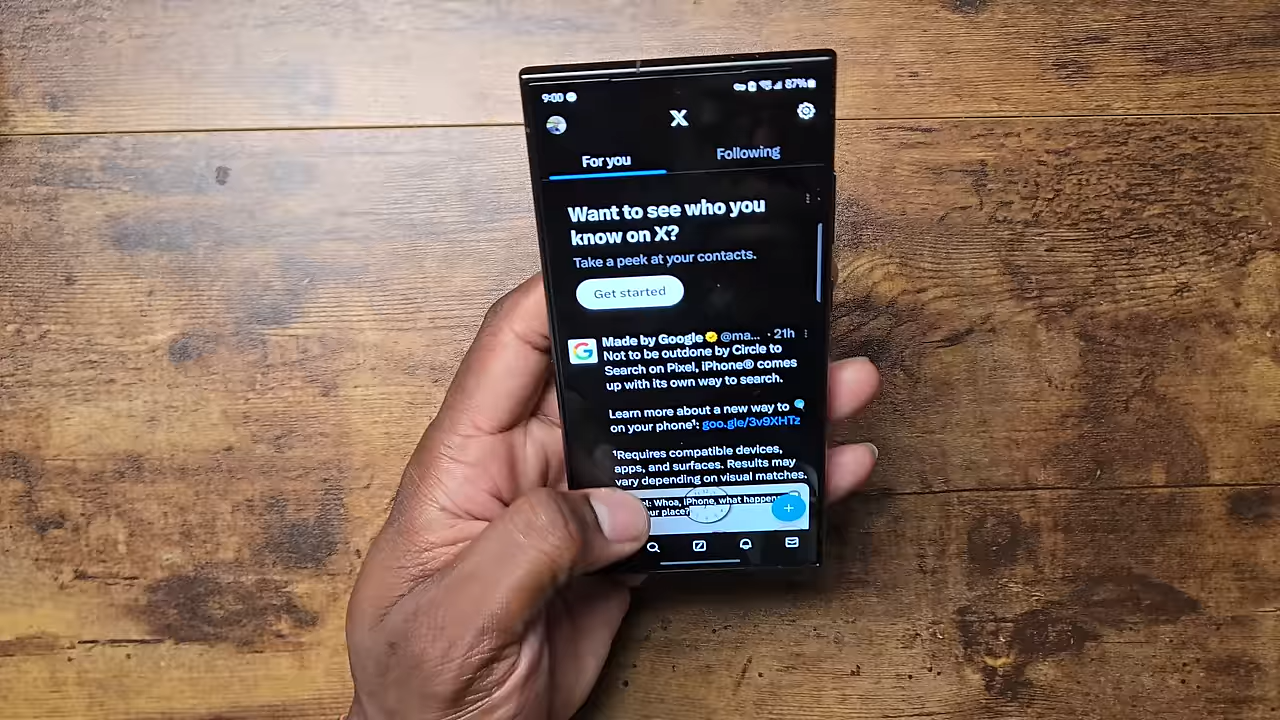 9:00
87%
X
For you
Following
Want to see who you
know on X?
Take a peek at your contacts.
Get started
Made by Google @ma... · 21h
Not to be outdone by Circle to
Search on Pixel, iPhone® comes
up with its own way to search.
Learn more about a new way to
on your phone¹: goo.gle/3v9XHTz
¹Requires compatible devices,
apps, and surfaces. Results may
vary depending on visual matches.
Whoa, iPhone, what happen
place?